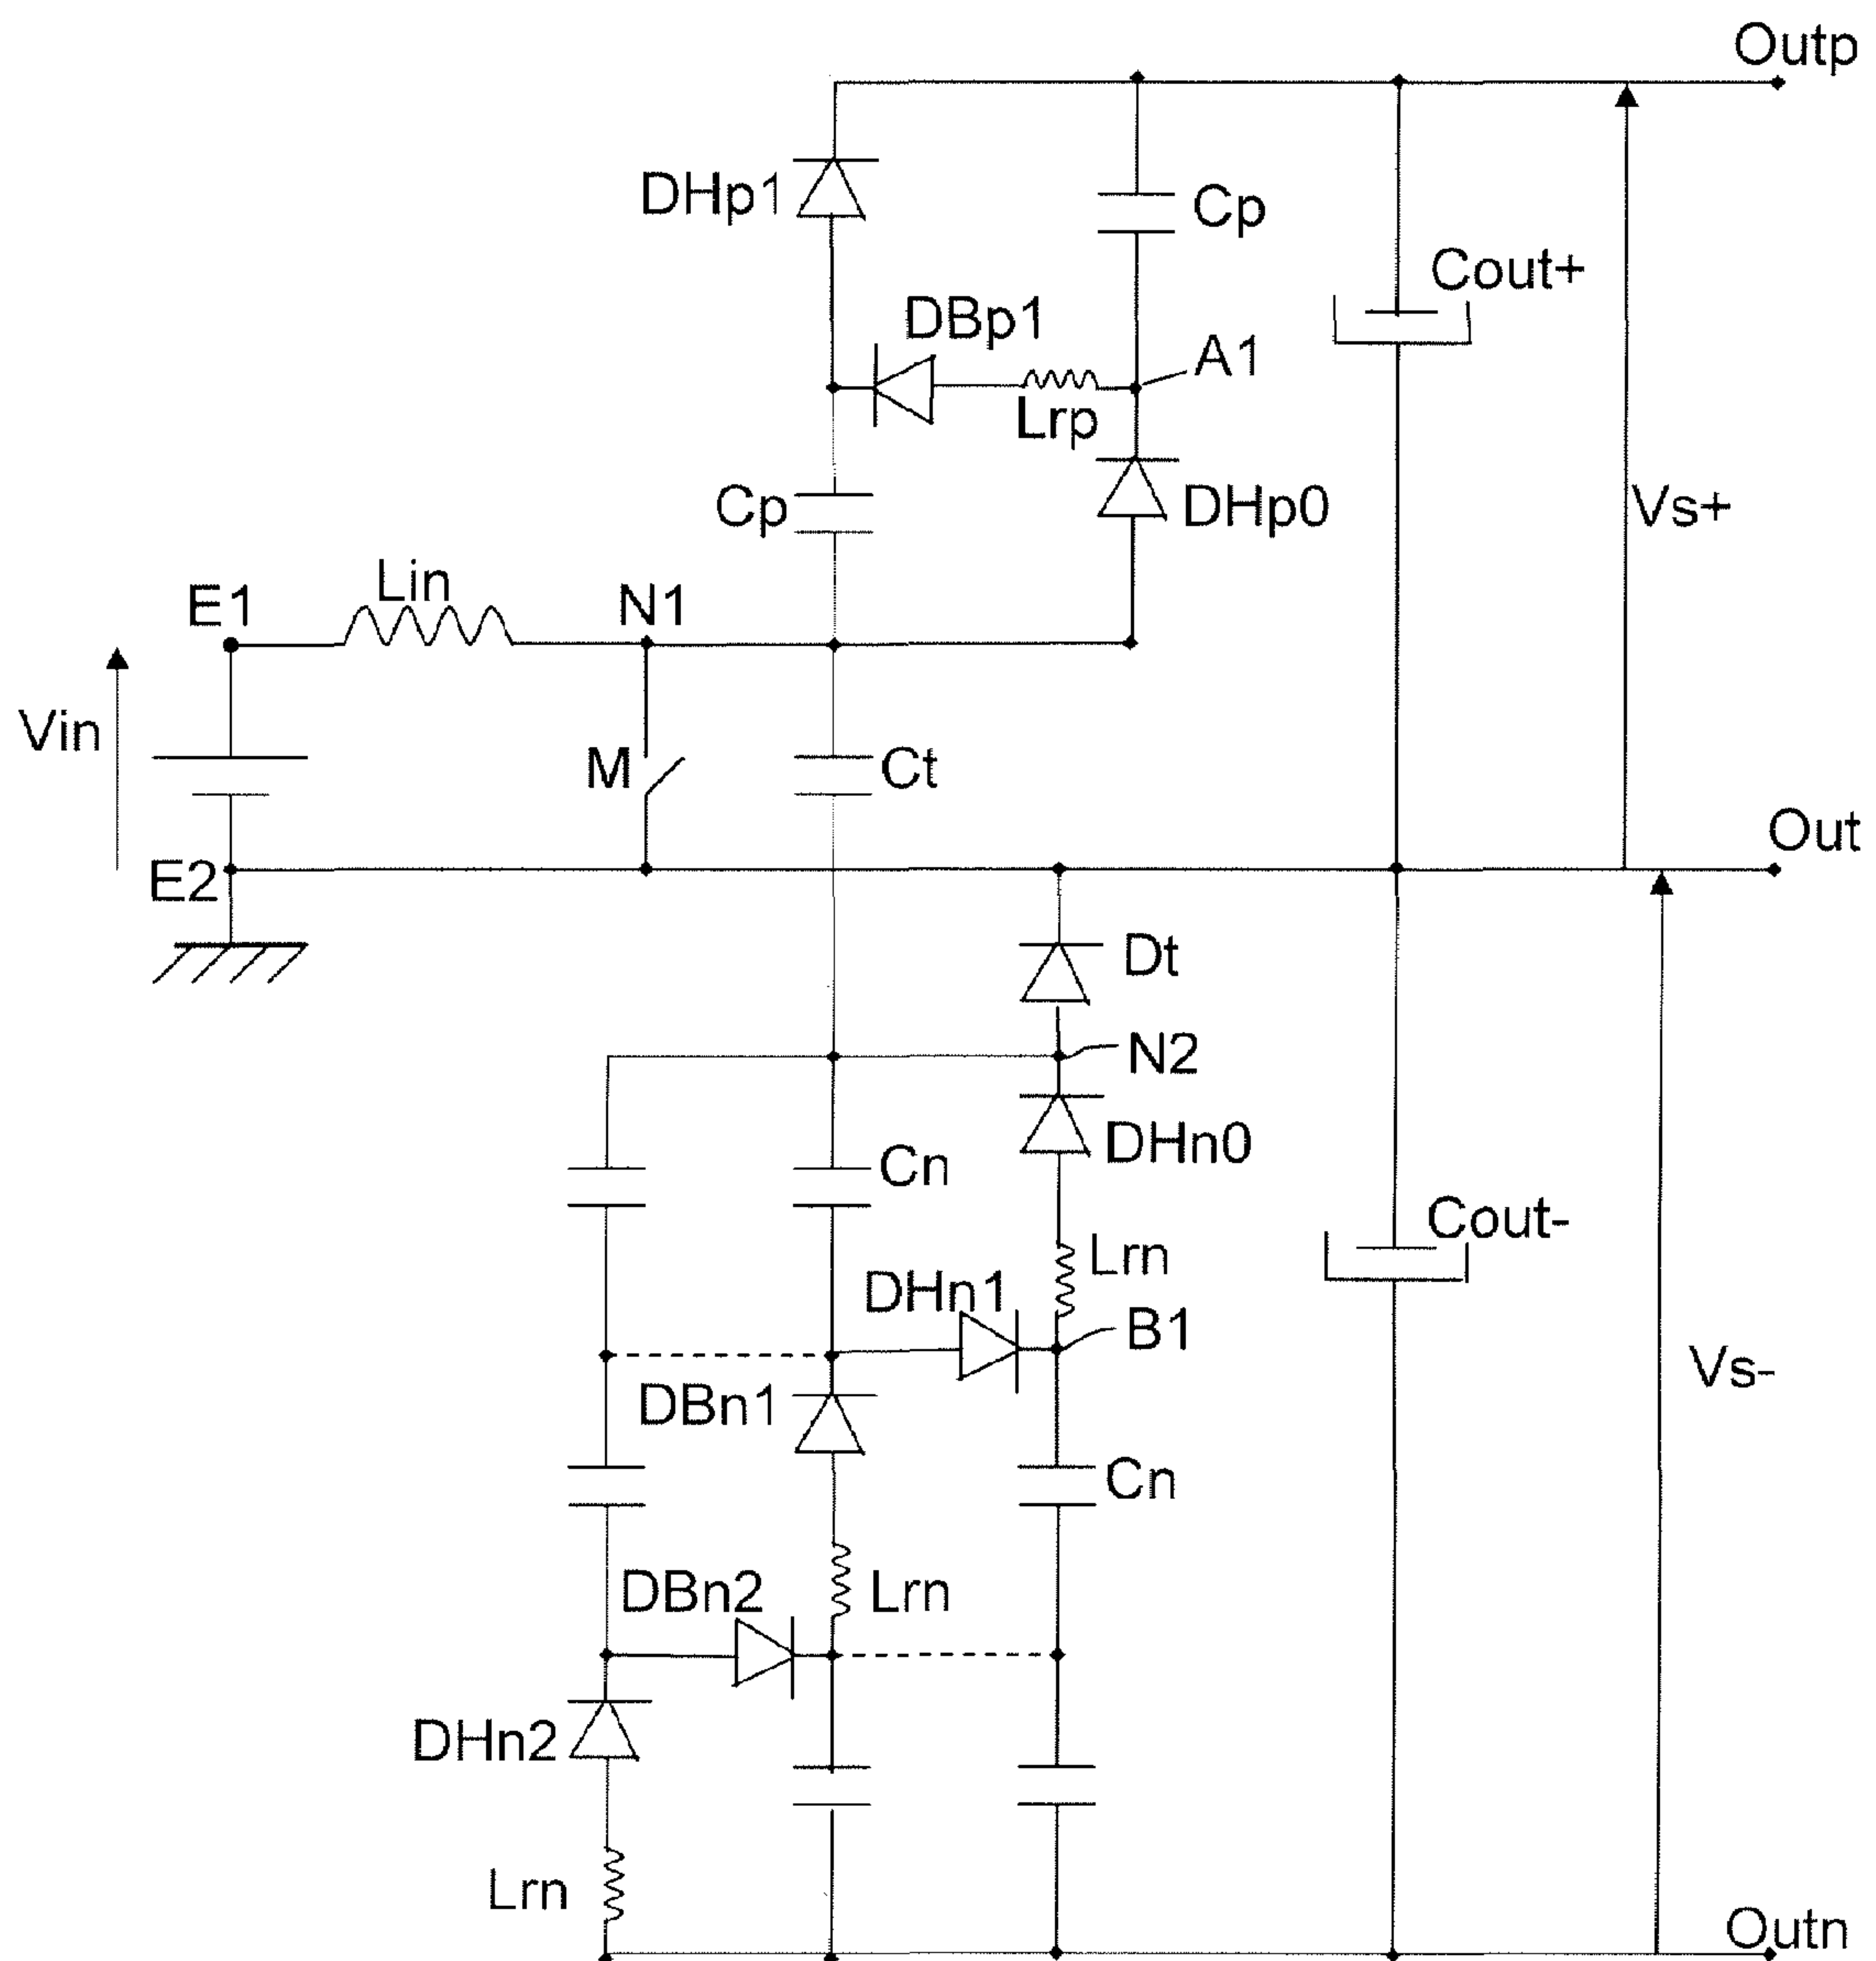 Outp
DHp1
Cp
Cout+
DBp1
A1
Lrp
Cp
DHp0
Vs+
Lin
E1
N1
Vin
M
Ct
Out
E2
Dt
N2
Cn
DHn0
Cout-
Lrn
DHn1
B1
Vs-
DBn1
Cn
DBn2
Lrn
DHn2
Lrn
Outn